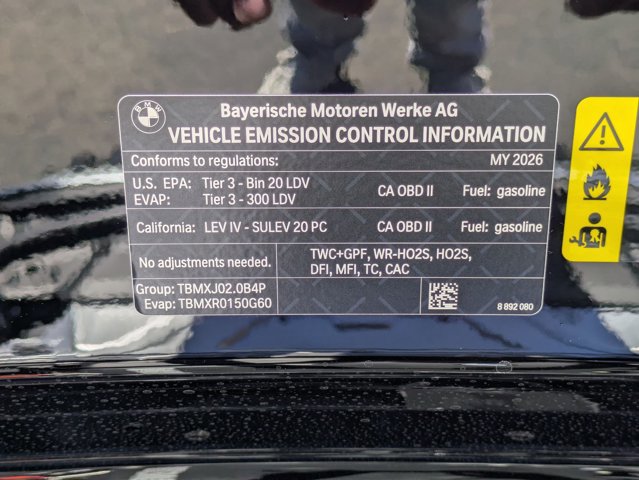 BMW
Bayerische Motoren Werke AG
VEHICLE EMISSION CONTROL INFORMATION
Conforms to regulations: MY 2026
U.S. EPA: Tier 3 - Bin 20 LDV CA OBD II Fuel: gasoline
EVAP: Tier 3 - 300 LDV
California: LEV IV - SULEV 20 PC CA OBD II Fuel: gasoline
No adjustments needed.
TWC+GPF, WR-HO2S, HO2S,
DFI, MFI, TC, CAC
Group: TBMXJ02.0B4P
Evap: TBMXR0150G60
8 892 080